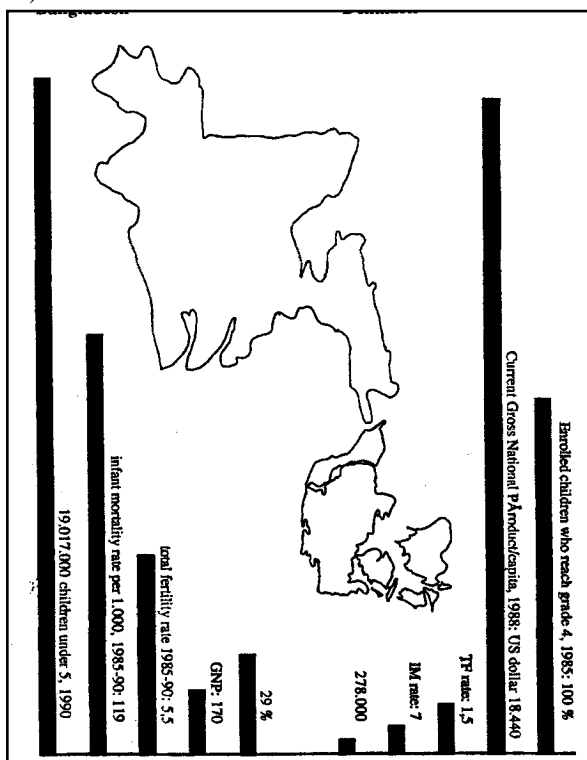 Enrolled children who reach grade 4, 1985: 100 %
Current Gross National PÅroduct/capita, 1988: US dollar 18.440
TF rate: 1,5
IM rate: 7
278.000
29 %
GNP: 170
total fertility rate 1985-90: 5,5
infant mortality rate per 1.000, 1985-90: 119
19.017.000 children under 5, 1990